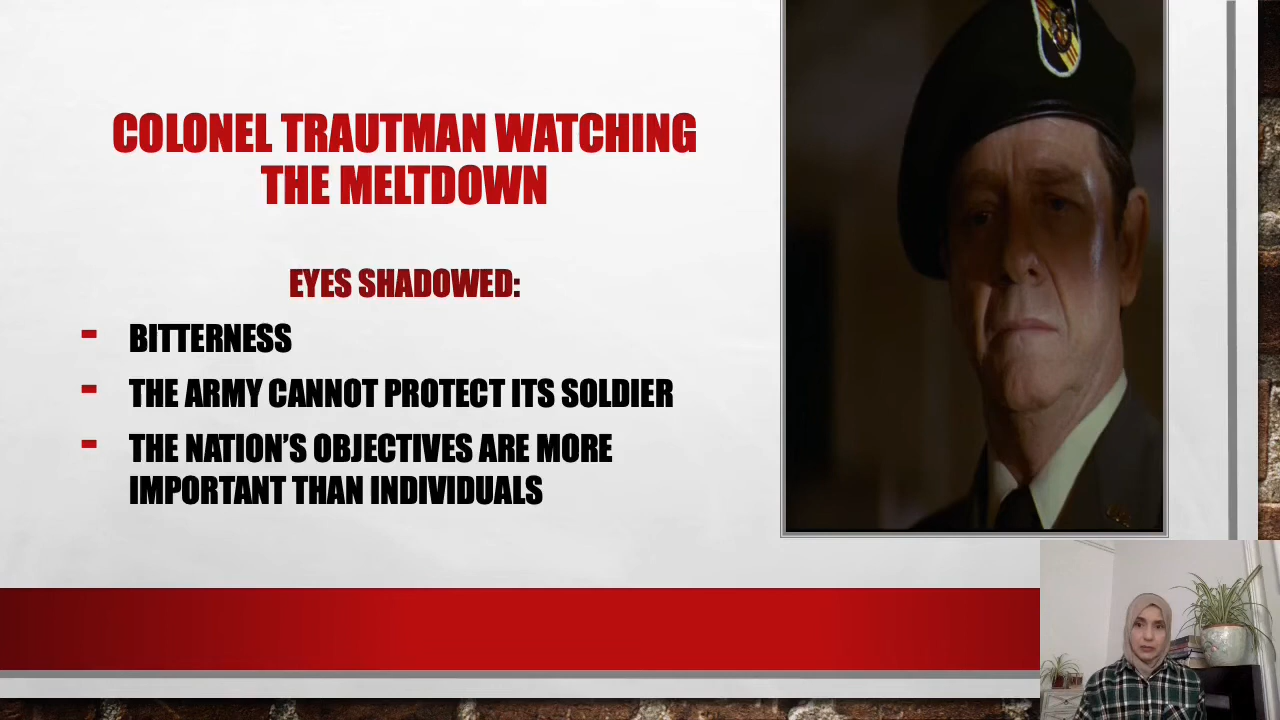 COLONEL TRAUTMAN WATCHING
THE MELTDOWN
EYES SHADOWED:
- BITTERNESS
- THE ARMY CANNOT PROTECT ITS SOLDIER
- THE NATION’S OBJECTIVES ARE MORE
IMPORTANT THAN INDIVIDUALS